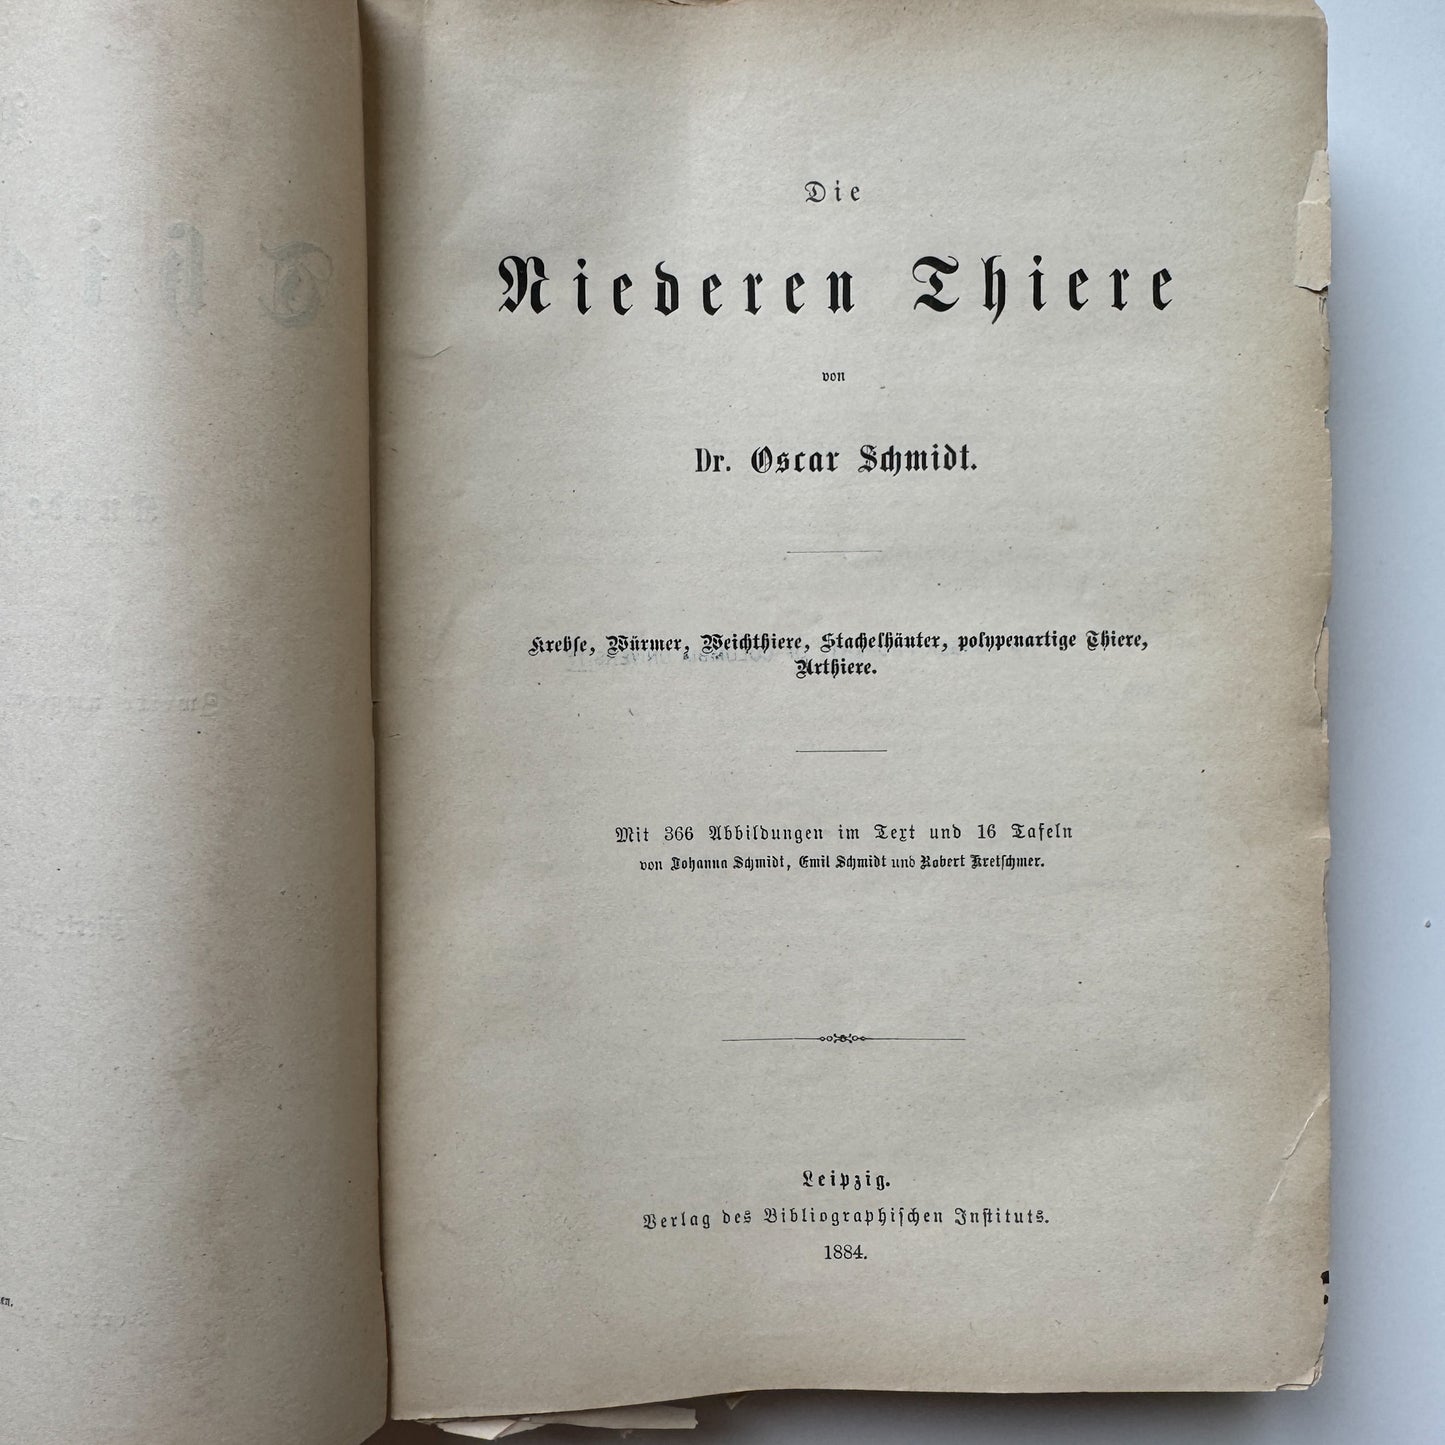 Die
Niederen Thiere
von
Dr. Oscar Schmidt.
Krebse, Würmer, Weichthiere, Stachelhäuter, polypenartige Thiere,
Urthiere.
Mit 366 Abbildungen im Text und 16 Tafeln
von Johanna Schmidt, Emil Schmidt und Robert Kretschmer.
Leipzig.
Verlag des Bibliographischen Instituts.
1884.